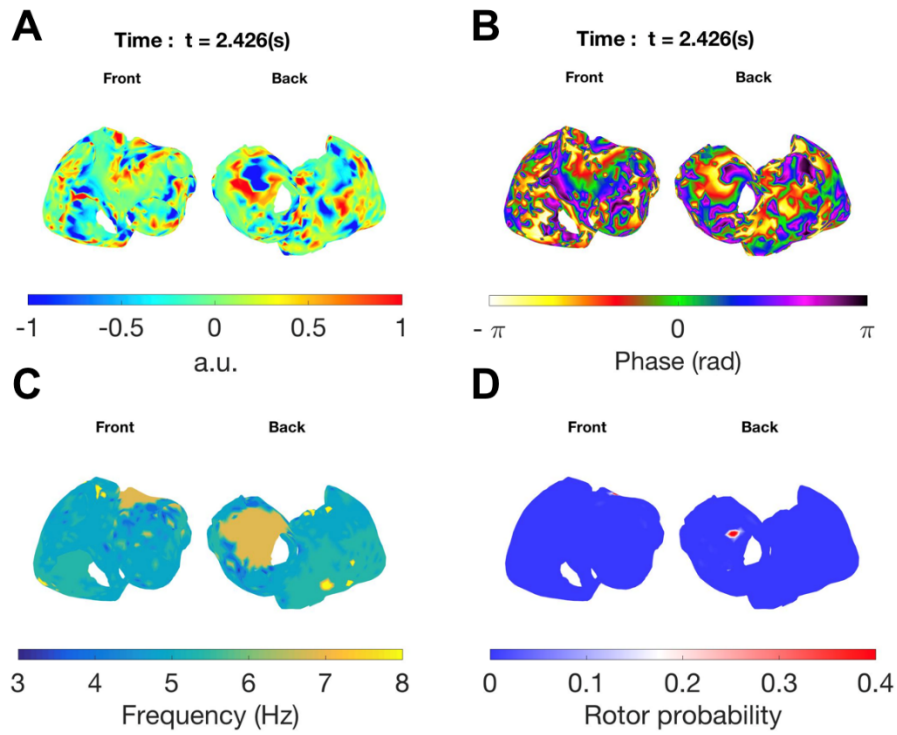 A
Time : t = 2.426(s)
Front Back
-1 -0.5 0 0.5 1
a.u.
B
Time : t = 2.426(s)
Front Back
- π 0 π
Phase (rad)
C
Front Back
3 4 5 6 7 8
Frequency (Hz)
D
Front Back
0 0.1 0.2 0.3 0.4
Rotor probability